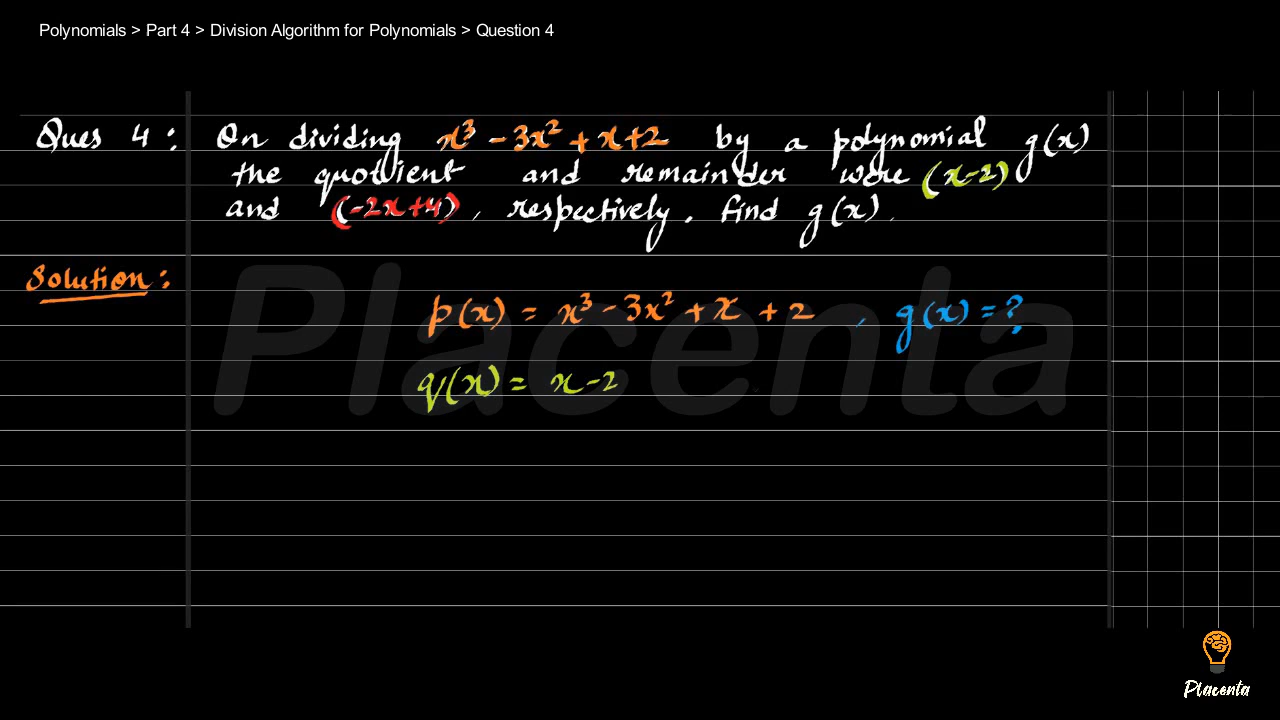 Polynomials > Part 4 > Division Algorithm for Polynomials > Question 4
Ques 4 : On dividing x³ - 3x² + x + 2 by a polynomial g(x)
the quotient and remainder were (x-2)
and (-2x+4), respectively. Find g(x).
Solution :
p(x) = x³ - 3x² + x + 2 , g(x) = ?
q(x) = x - 2
Placenta
Placenta